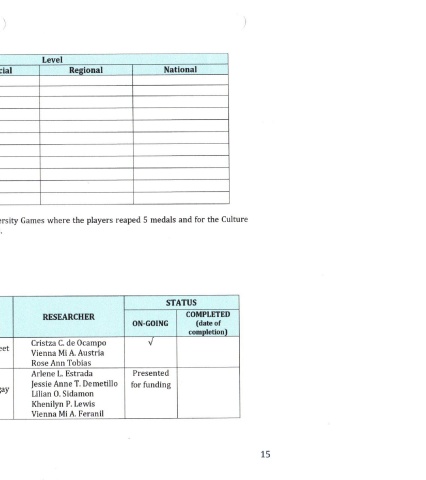 Level
cial Regional National
ersity Games where the players reaped 5 medals and for the Culture
.
RESEARCHER STATUS
ON-GOING COMPLETED
(date of
completion)
eet Cristza C. de Ocampo √
Vienna Mi A. Austria
Rose Ann Tobias
gay Arlene L. Estrada Presented
Jessie Anne T. Demetillo for funding
Lilian O. Sidamon
Khenilyn P. Lewis
Vienna Mi A. Feranil
15